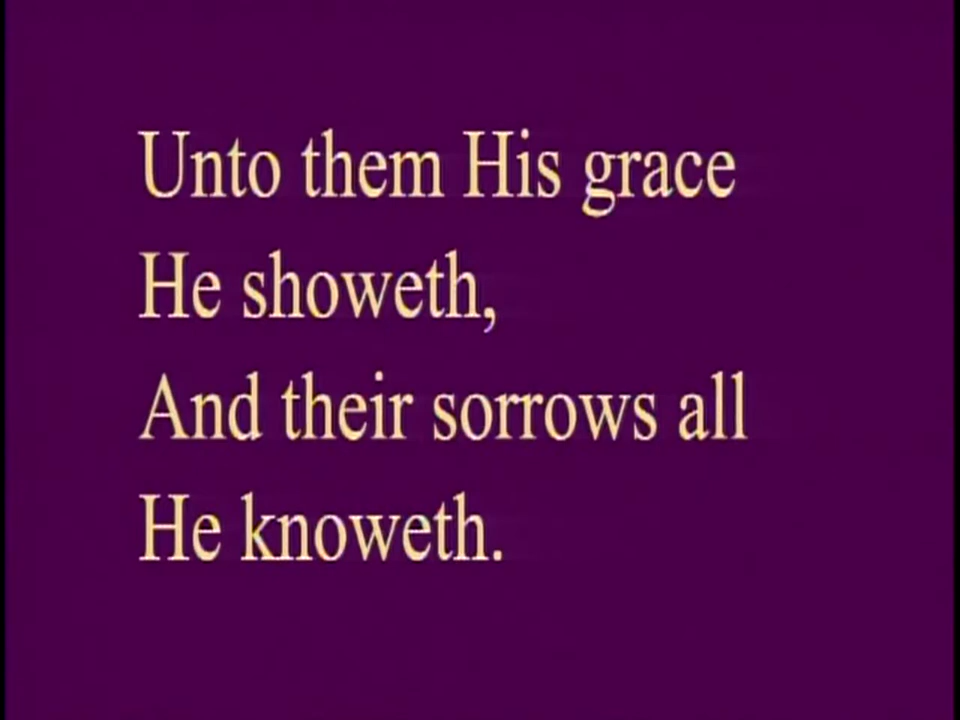 Unto them His grace
He showeth,
And their sorrows all
He knoweth.